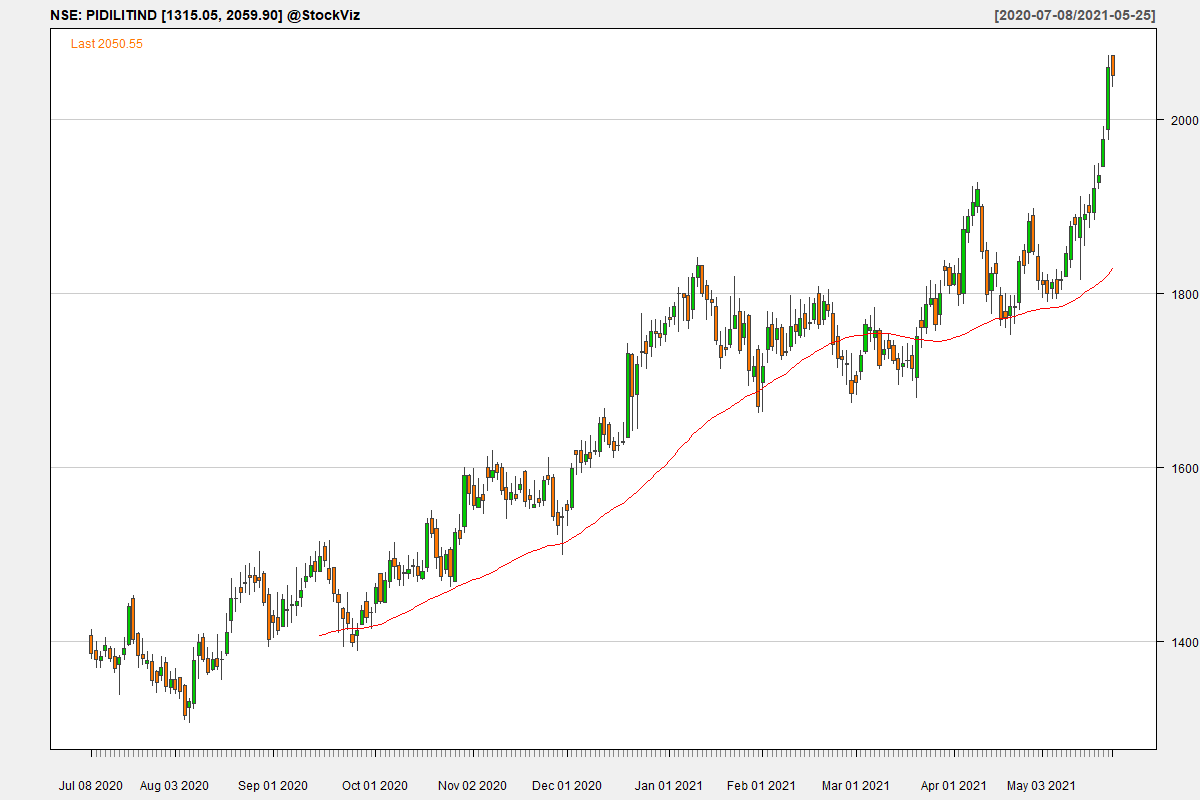 NSE: PIDILITIND [1315.05, 2059.90] @StockViz [2020-07-08/2021-05-25]
Last 2050.55
2000
1800
1600
1400
Jul 08 2020 Aug 03 2020 Sep 01 2020 Oct 01 2020 Nov 02 2020 Dec 01 2020 Jan 01 2021 Feb 01 2021 Mar 01 2021 Apr 01 2021 May 03 2021